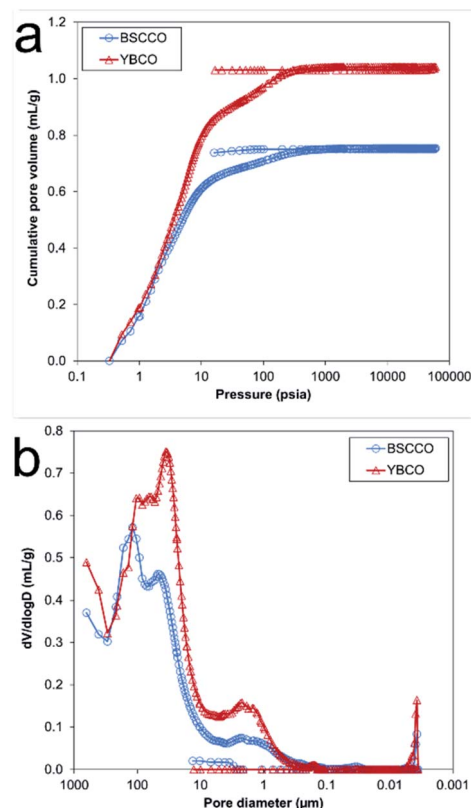 a
BSCCO
YBCO
1.2
1.0
0.8
0.6
0.4
0.2
0.0
Cumulative pore volume (mL/g)
0.1 1 10 100 1000 10000 100000
Pressure (psia)
b
BSCCO
YBCO
0.8
0.7
0.6
0.5
0.4
0.3
0.2
0.1
0
dV/dlogD (mL/g)
1000 100 10 1 0.1 0.01 0.001
Pore diameter (µm)